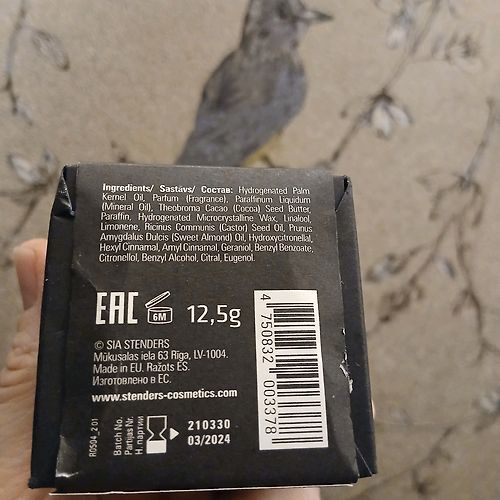 Ingredients/ Sastāvs/ Состав: Hydrogenated Palm
Kernel Oil, Parfum (Fragrance), Paraffinum Liquidum
(Mineral Oil), Theobroma Cacao (Cocoa) Seed Butter,
Paraffin, Hydrogenated Microcrystalline Wax, Linalool,
Limonene, Ricinus Communis (Castor) Seed Oil, Prunus
Amygdalus Dulcis (Sweet Almond) Oil, Hydroxycitronellal,
Hexyl Cinnamal, Amyl Cinnamal, Geraniol, Benzyl Benzoate,
Citronellol, Benzyl Alcohol, Citral, Eugenol.
EAC 6M 12,5g
© SIA STENDERS
Mūkusalas iela 63 Rīga, LV-1004.
Made in EU. Ražots ES.
Изготовлено в ЕС.
www.stenders-cosmetics.com
4 750832 003378
R0594_2 01
Batch No.
Partijas Nr.
Н. партии
210330
03/2024